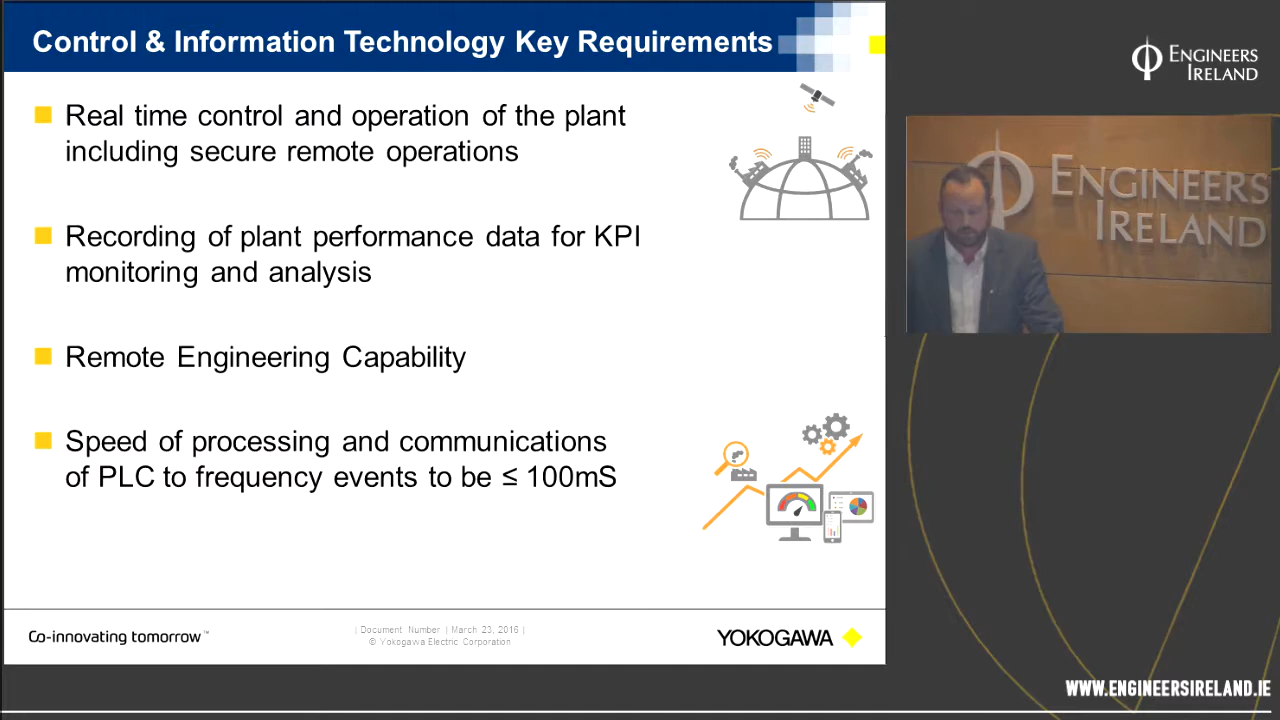 Control & Information Technology Key Requirements
Real time control and operation of the plant
including secure remote operations
Recording of plant performance data for KPI
monitoring and analysis
Remote Engineering Capability
Speed of processing and communications
of PLC to frequency events to be ≤ 100mS
Co-innovating tomorrow™
| Document Number | March 23, 2016 |
© Yokogawa Electric Corporation
YOKOGAWA
ENGINEERS
IRELAND
ENGINEERS
IRELAND
WWW.ENGINEERSIRELAND.IE